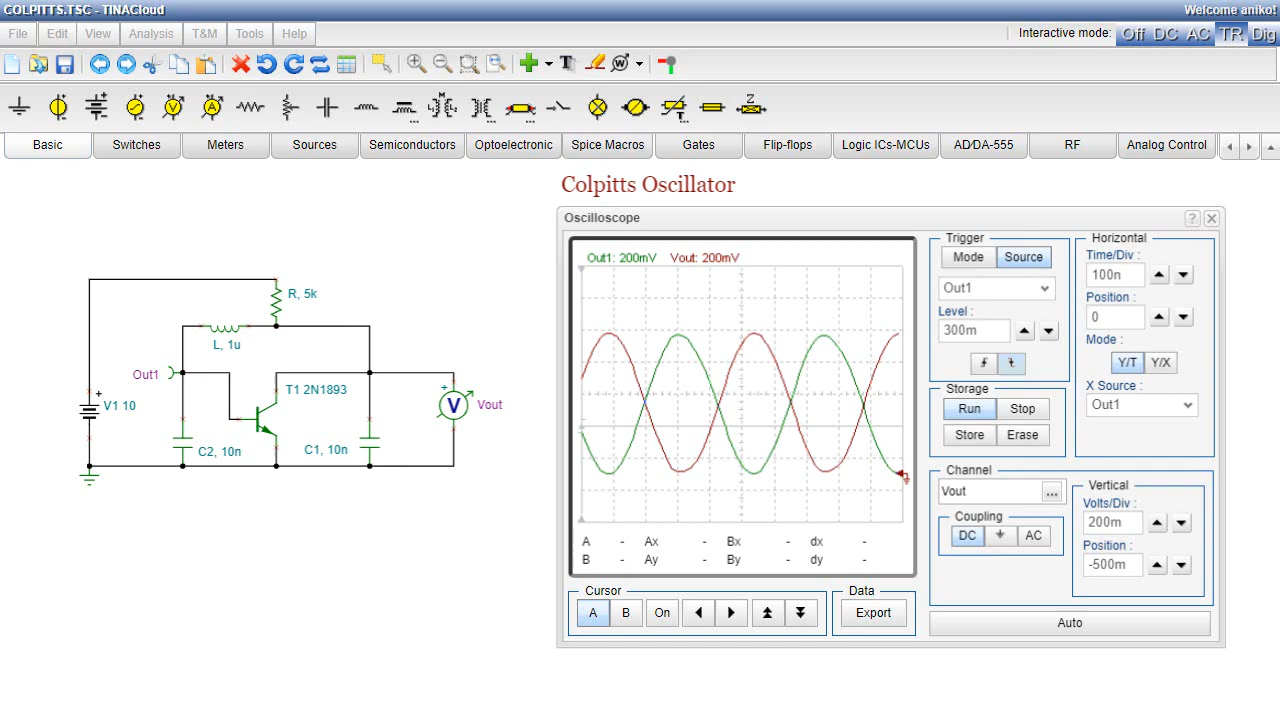 COLPITTS.TSC - TINACloud Welcome aniko!
File Edit View Analysis T&M Tools Help Interactive mode: Off DC AC TR Dig
T W
M Z
Basic Switches Meters Sources Semiconductors Optoelectronic Spice Macros Gates Flip-flops Logic ICs-MCUs AD/DA-555 RF Analog Control
Colpitts Oscillator
Oscilloscope ?
Out1: 200mV Vout: 200mV
A - Ax - Bx - dx -
B - Ay - By - dy -
Cursor
A B On
Data
Export
Trigger
Mode Source
Out1
Level :
300m
Storage
Run Stop
Store Erase
Horizontal
Time/Div :
100n
Position :
0
Mode :
Y/T Y/X
X Source :
Out1
Channel
Vout ...
Coupling
DC AC
Vertical
Volts/Div :
200m
Position :
-500m
Auto
R, 5k
L, 1u
Out1
T1 2N1893
+
V1 10
+
V Vout
C2, 10n
C1, 10n